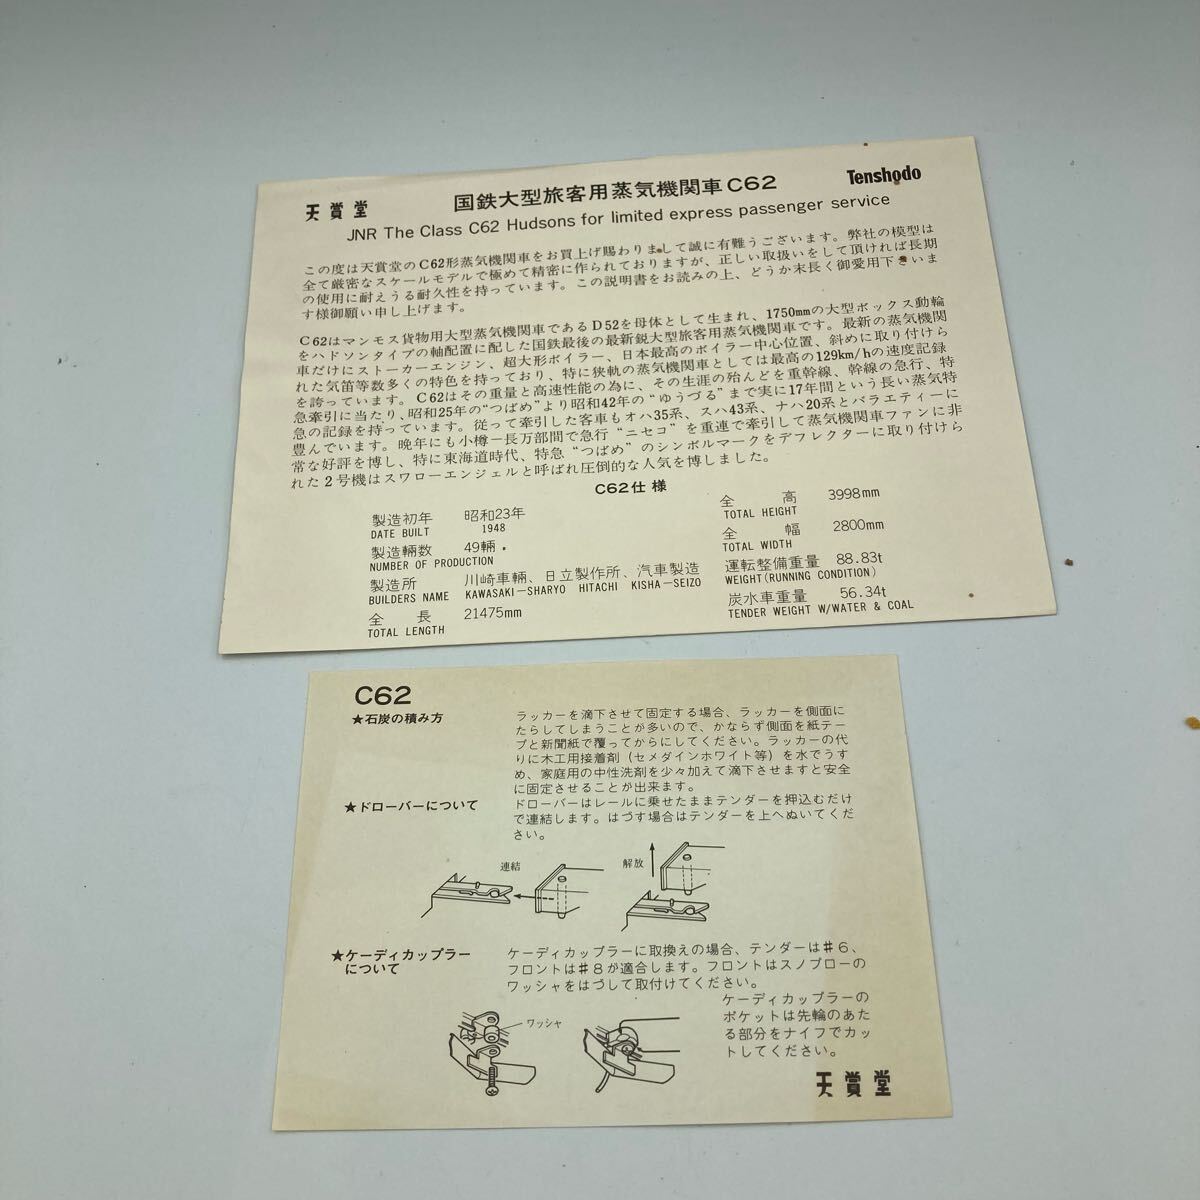 天賞堂
国鉄大型旅客用蒸気機関車C62
Tenshodo
JNR The Class C62 Hudsons for limited express passenger service
この度は天賞堂のC62形蒸気機関車をお買上げ賜わりまして誠に有難うございます。弊社の模型は
全て厳密なスケールモデルで極めて精密に作られておりますが、正しい取扱いをして頂ければ長期
の使用に耐えうる耐久性を持っています。この説明書をお読みの上、どうか末長く御愛用下さいま
す様御願い申し上げます。
C62はマンモス貨物用大型蒸気機関車であるD52を母体として生まれ、1750mmの大型ボックス動輪
をハドソンタイプの軸配置に配した国鉄最後の最新鋭大型旅客用蒸気機関車です。最新の蒸気機関
車だけにストーカーエンジン、超大形ボイラー、日本最高のボイラー中心位置、斜めに取り付けら
れた気笛等数多くの特色を持っており、特に狭軌の蒸気機関車としては最高の129km/hの速度記録
を誇っています。C62はその重量と高速性能の為に、その生涯の殆んどを重幹線、幹線の急行、特
急牽引に当たり、昭和25年の“つばめ”より昭和42年の“ゆうづる”まで実に17年間という長い蒸気特
急の記録を持っています。従って牽引した客車もオハ35系、スハ43系、ナハ20系とバラエティーに
豊んでいます。晩年にも小樽－長万部間で急行“ニセコ”を重連で牽引して蒸気機関車ファンに非
常な好評を博し、特に東海道時代、特急“つばめ”のシンボルマークをデフレクターに取り付けら
れた2号機はスワローエンジェルと呼ばれ圧倒的な人気を博しました。
C62仕様
製造初年 昭和23年
DATE BUILT 1948
製造輌数 49輌.
NUMBER OF PRODUCTION
製造所 川崎車輌、日立製作所、汽車製造
BUILDERS NAME KAWASAKI-SHARYO HITACHI KISHA-SEIZO
全長 21475mm
TOTAL LENGTH
全高 3998mm
TOTAL HEIGHT
全幅 2800mm
TOTAL WIDTH
運転整備重量 88.83t
WEIGHT(RUNNING CONDITION)
炭水車重量 56.34t
TENDER WEIGHT W/WATER & COAL
C62
★石炭の積み方
ラッカーを滴下させて固定する場合、ラッカーを側面に
たらしてしまうことが多いので、かならず側面を紙テー
プと新聞紙で覆ってからにしてください。ラッカーの代
りに木工用接着剤（セメダインホワイト等）を水でうす
め、家庭用の中性洗剤を少々加えて滴下させますと安全
に固定させることが出来ます。
★ドローバーについて
ドローバーはレールに乗せたままテンダーを押込むだけ
で連結します。はづす場合はテンダーを上へぬいてくだ
さい。
連結
解放
★ケーディカップラー
について
ケーディカップラーに取換えの場合、テンダーは#6、
フロントは#8が適合します。フロントはスノプローの
ワッシャをはづして取付けてください。
ワッシャ
ケーディカップラーの
ポケットは先輪のあた
る部分をナイフでカッ
トしてください。
天賞堂